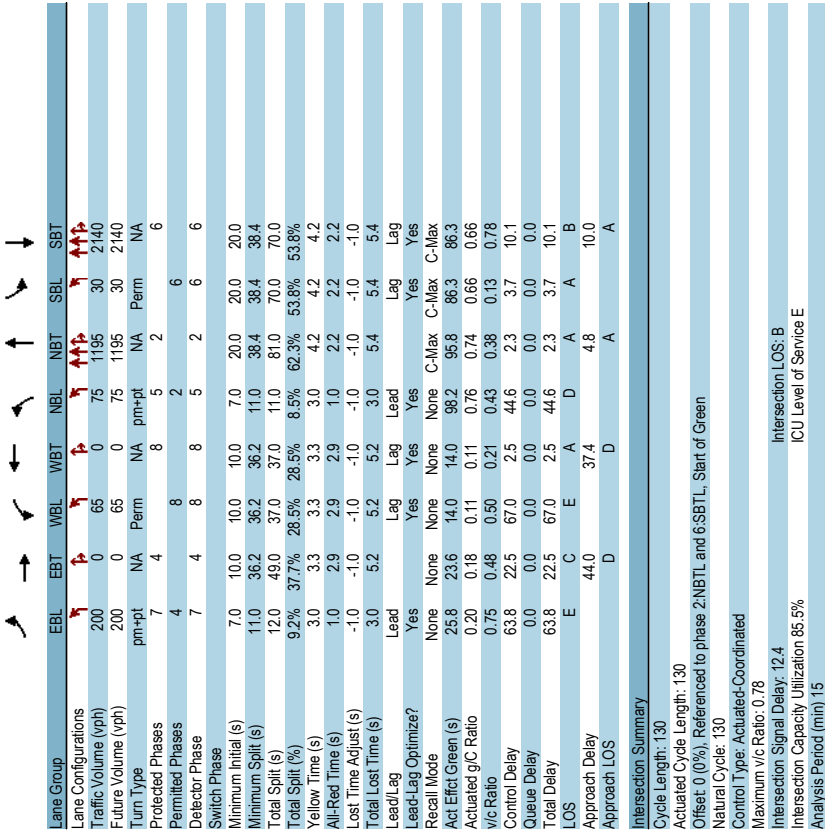 Lane Group EBL EBT WBL WBT NBL NBT SBL SBT
Lane Configurations
Traffic Volume (vph) 200 0 65 0 75 1195 30 2140
Future Volume (vph) 200 0 65 0 75 1195 30 2140
Turn Type pm+pt NA Perm NA pm+pt NA Perm NA
Protected Phases 7 4 8 5 2 6
Permitted Phases 4 8 2 6
Detector Phase 7 4 8 8 5 2 6 6
Switch Phase
Minimum Initial (s) 7.0 10.0 10.0 10.0 7.0 20.0 20.0 20.0
Minimum Split (s) 11.0 36.2 36.2 36.2 11.0 38.4 38.4 38.4
Total Split (s) 12.0 49.0 37.0 37.0 11.0 81.0 70.0 70.0
Total Split (%) 9.2% 37.7% 28.5% 28.5% 8.5% 62.3% 53.8% 53.8%
Yellow Time (s) 3.0 3.3 3.3 3.3 3.0 4.2 4.2 4.2
All-Red Time (s) 1.0 2.9 2.9 2.9 1.0 2.2 2.2 2.2
Lost Time Adjust (s) -1.0 -1.0 -1.0 -1.0 -1.0 -1.0 -1.0 -1.0
Total Lost Time (s) 3.0 5.2 5.2 5.2 3.0 5.4 5.4 5.4
Lead/Lag Lead Lag Lag Lead Lag Lag
Lead-Lag Optimize? Yes Yes Yes Yes Yes Yes
Recall Mode None None None None None C-Max C-Max C-Max
Act Effct Green (s) 25.8 23.6 14.0 14.0 98.2 95.8 86.3 86.3
Actuated g/C Ratio 0.20 0.18 0.11 0.11 0.76 0.74 0.66 0.66
v/c Ratio 0.75 0.48 0.50 0.21 0.43 0.38 0.13 0.78
Control Delay 63.8 22.5 67.0 2.5 44.6 2.3 3.7 10.1
Queue Delay 0.0 0.0 0.0 0.0 0.0 0.0 0.0 0.0
Total Delay 63.8 22.5 67.0 2.5 44.6 2.3 3.7 10.1
LOS E C E A D A A B
Approach Delay 44.0 37.4 4.8 10.0
Approach LOS D D A A
Intersection Summary
Cycle Length: 130
Actuated Cycle Length: 130
Offset: 0 (0%), Referenced to phase 2:NBTL and 6:SBTL, Start of Green
Natural Cycle: 130
Control Type: Actuated-Coordinated
Maximum v/c Ratio: 0.78
Intersection Signal Delay: 12.4 Intersection LOS: B
Intersection Capacity Utilization 85.5% ICU Level of Service E
Analysis Period (min) 15